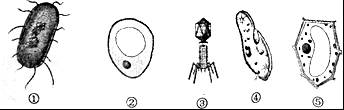 ① ② ③ ④ ⑤